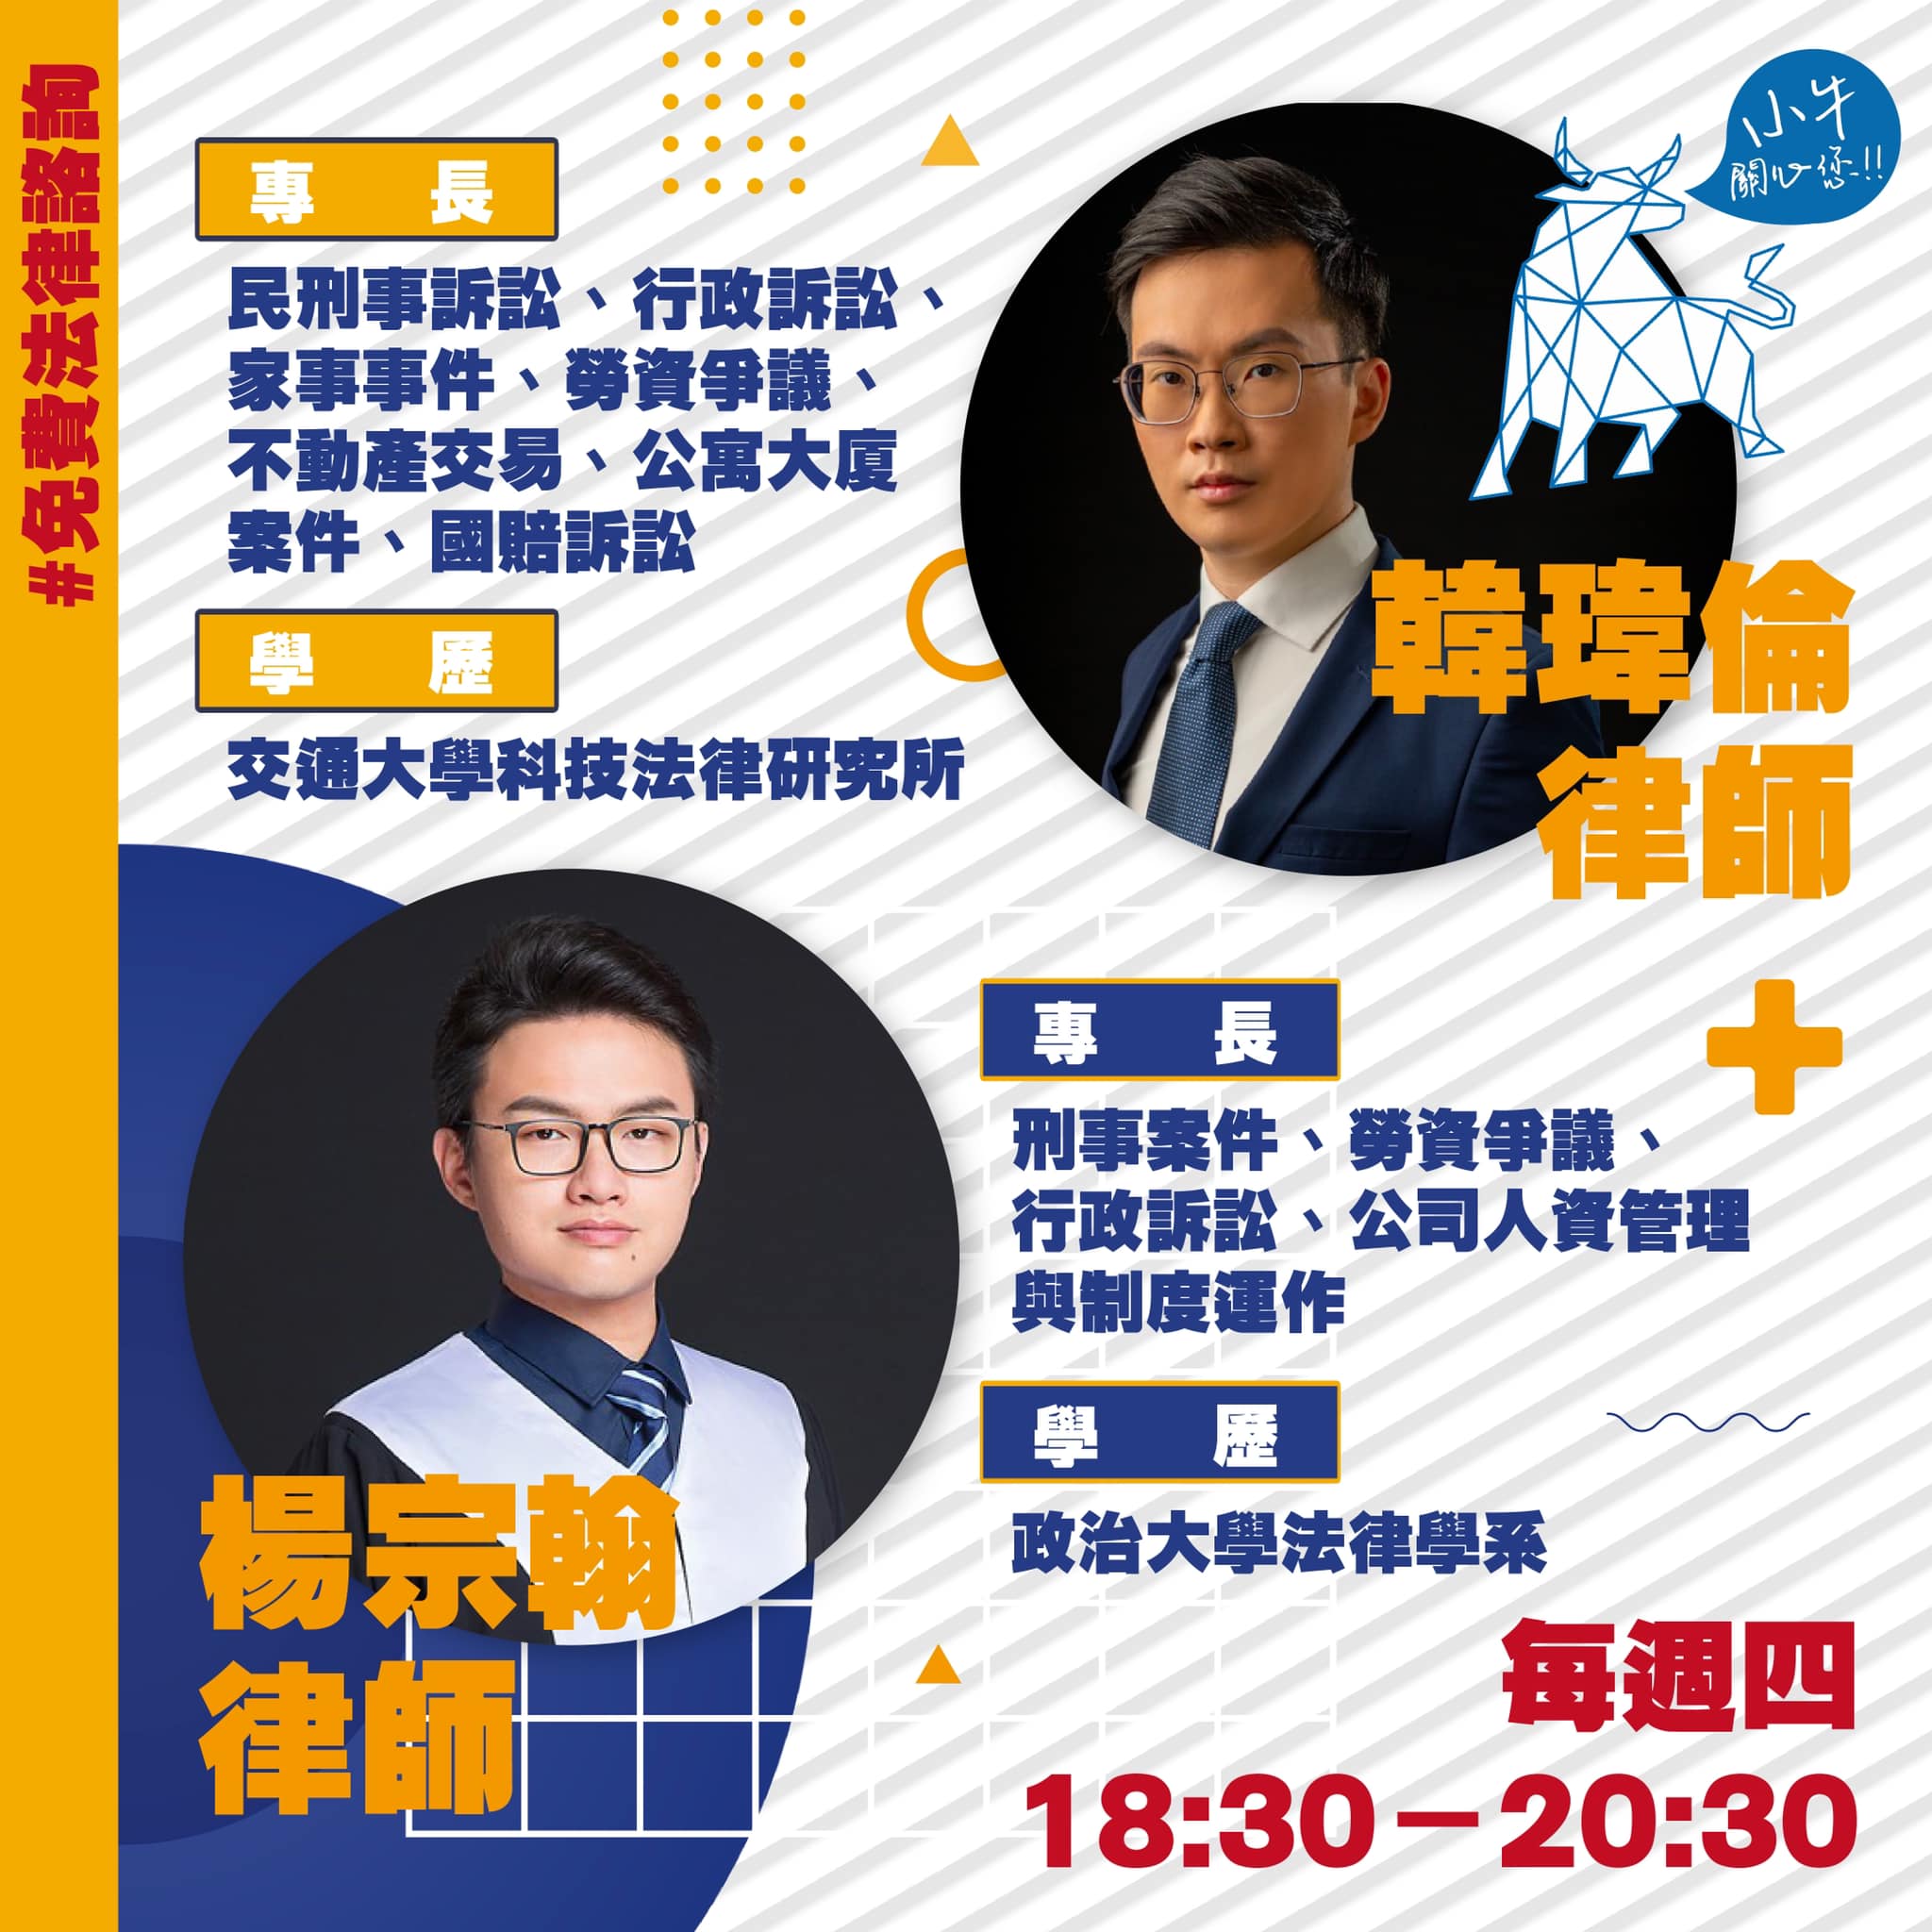 #免費法律諮詢
小牛
關心您!!
專 長
民刑事訴訟、行政訴訟、
家事事件、勞資爭議、
不動產交易、公寓大廈
案件、國賠訴訟
學 歷
交通大學科技法律研究所
韓瑋倫
律師
專 長
刑事案件、勞資爭議、
行政訴訟、公司人資管理
與制度運作
學 歷
政治大學法律學系
楊宗翰
律師
每週四
18:30－20:30